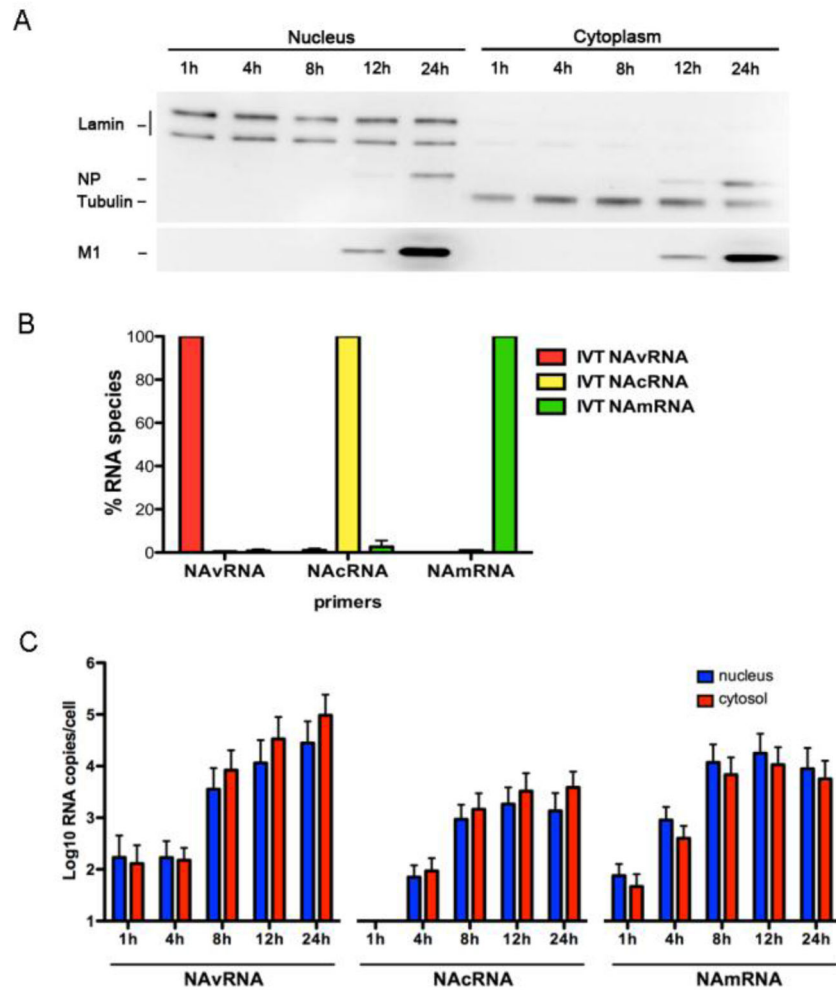 A
Nucleus Cytoplasm
1h 4h 8h 12h 24h 1h 4h 8h 12h 24h
Lamin
NP
Tubulin
M1
B
% RNA species
100
80
60
40
20
0
NAvRNA NAcRNA NAmRNA
primers
IVT NAvRNA
IVT NAcRNA
IVT NAmRNA
C
Log10 RNA copies/cell
6
5
4
3
2
1
nucleus
cytosol
1h 4h 8h 12h 24h 1h 4h 8h 12h 24h 1h 4h 8h 12h 24h
NAvRNA NAcRNA NAmRNA